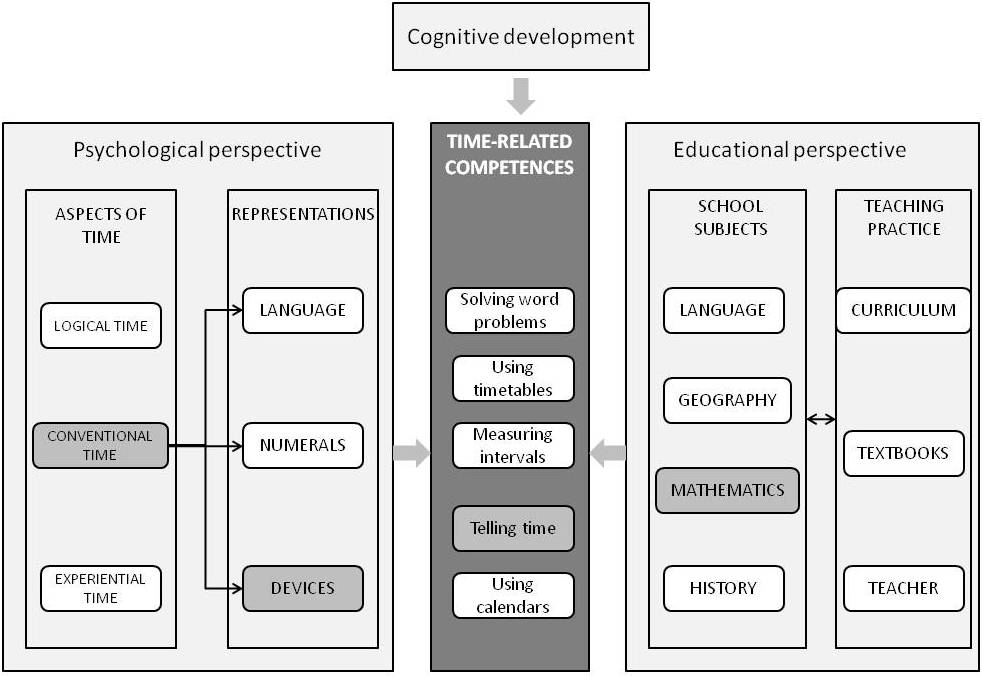 Cognitive development
Psychological perspective
ASPECTS OF
TIME
LOGICAL TIME
CONVENTIONAL
TIME
EXPERIENTIAL
TIME
REPRESENTATIONS
LANGUAGE
NUMERALS
DEVICES
TIME-RELATED
COMPETENCES
Solving word
problems
Using
timetables
Measuring
intervals
Telling time
Using
calendars
Educational perspective
SCHOOL
SUBJECTS
LANGUAGE
GEOGRAPHY
MATHEMATICS
HISTORY
TEACHING
PRACTICE
CURRICULUM
TEXTBOOKS
TEACHER